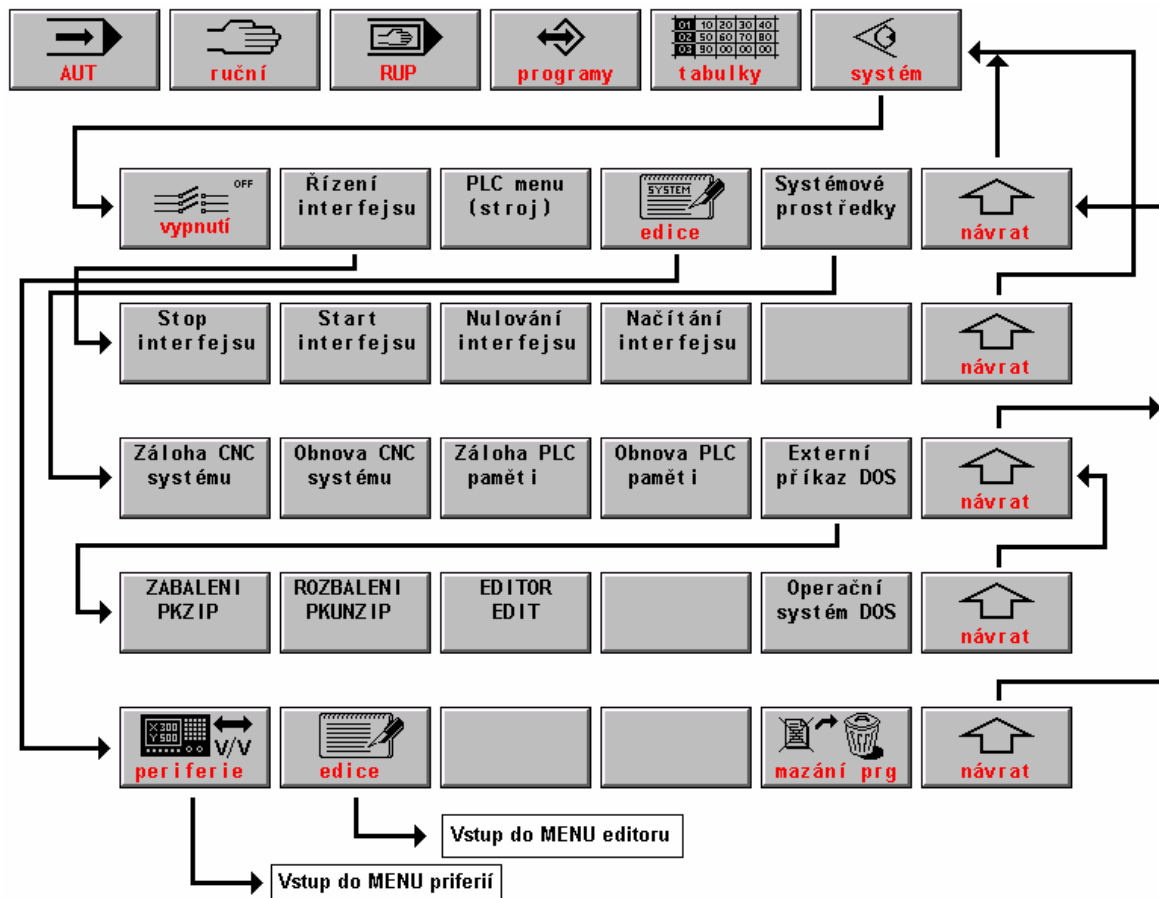 AUT
ruční
RUP
programy
01 10 20 30 40
02 50 60 70 80
03 90 00 00 00
tabulky
systém
OFF
vypnutí
Řízení
interfejsu
PLC menu
(stroj)
SYSTEM
edice
Systémové
prostředky
návrat
Stop
interfejsu
Start
interfejsu
Nulování
interfejsu
Načítání
interfejsu
návrat
Záloha CNC
systému
Obnova CNC
systému
Záloha PLC
paměti
Obnova PLC
paměti
Externí
příkaz DOS
návrat
ZABALENI
PKZIP
ROZBALENI
PKUNZIP
EDITOR
EDIT
Operační
systém DOS
návrat
X300
Y500
V/V
periferie
edice
mazání prg
návrat
Vstup do MENU editoru
Vstup do MENU priferií